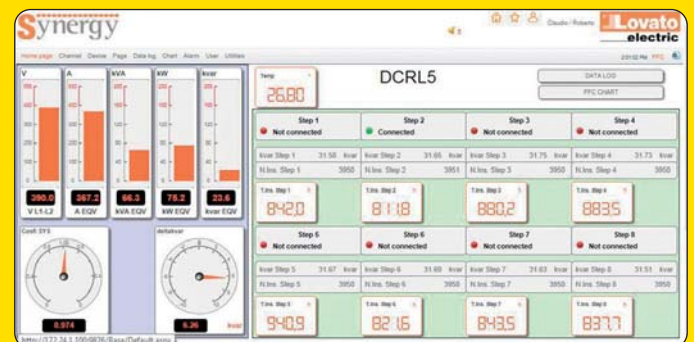 Synergy
Claudio / Roberto
Lovato electric
Home page Channel Device Page Data log Chart Alarm User Utilities
2:01:02 PM PFC
V A kVA kW kvar
390.0 367.2 66.3 78.2 23.6
V L1-L2 A EQV kVA EQV kW EQV kvar EQV
Temp
26.80
DCRL5
DATA LOG
PFC CHART
Step 1 Step 2 Step 3 Step 4
Not connected Connected Not connected Not connected
kvar Step 1 31.58 kvar kvar Step 2 31.65 kvar kvar Step 3 31.75 kvar kvar Step 4 31.73 kvar
N.Ins. Step 1 3950 N.Ins. Step 2 3951 N.Ins. Step 3 3950 N.Ins. Step 4 3950
T.Ins. Step 1 T.Ins. Step 2 T.Ins. Step 3 T.Ins. Step 4
842,0 811,8 880,2 883,5
Step 5 Step 6 Step 7 Step 8
Not connected Not connected Not connected Not connected
kvar Step 5 31.67 kvar kvar Step 6 31.69 kvar kvar Step 7 31.63 kvar kvar Step 8 31.51 kvar
N.Ins. Step 5 3950 N.Ins. Step 6 3950 N.Ins. Step 7 3950 N.Ins. Step 8 3950
T.Ins. Step 5 T.Ins. Step 6 T.Ins. Step 7 T.Ins. Step 8
940,9 821,6 843,5 837,7
CosfI SYS deltakvar
0.974 6.26 kvar